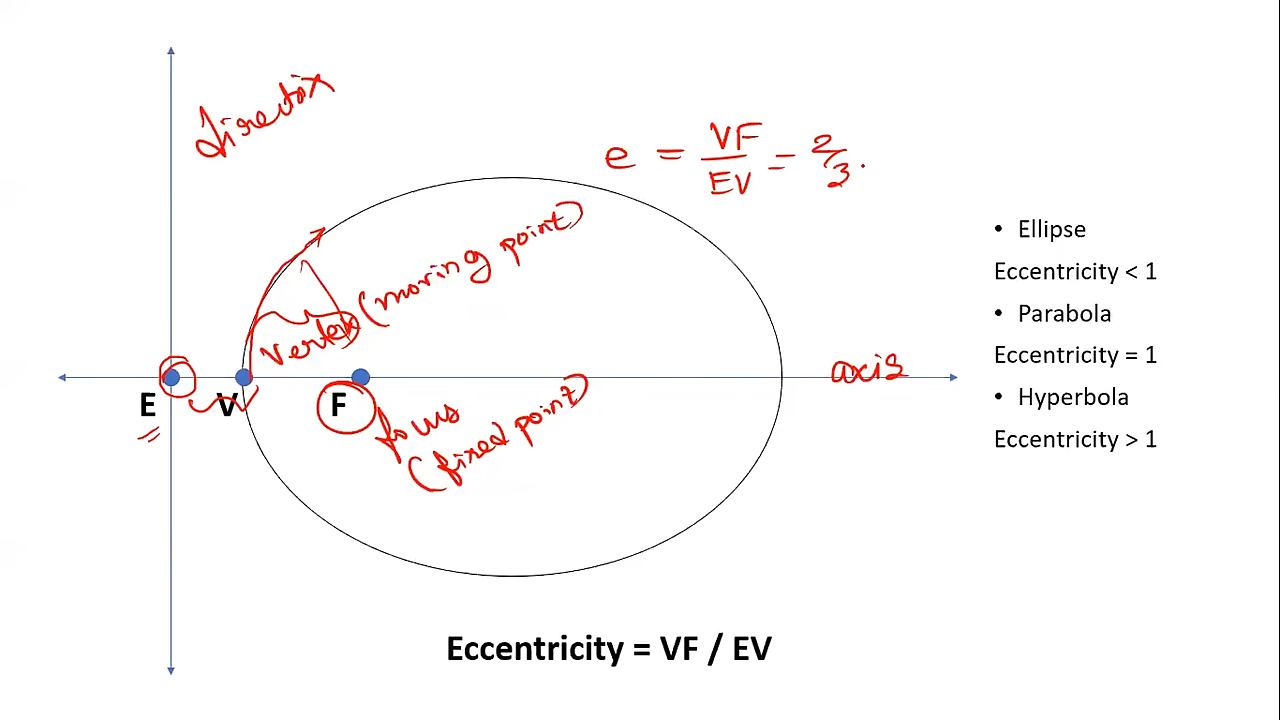 directrix
e = VF/EV = 2/3.
vertex (moving point)
axis
E
V
F
focus
(fixed point)
• Ellipse
Eccentricity < 1
• Parabola
Eccentricity = 1
• Hyperbola
Eccentricity > 1
Eccentricity = VF / EV